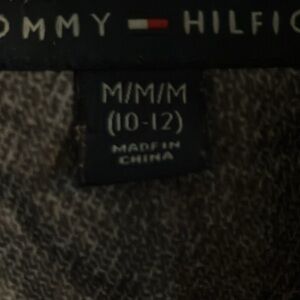 OMMY HILFIG
M/M/M
(10-12)
MADE IN
CHINA